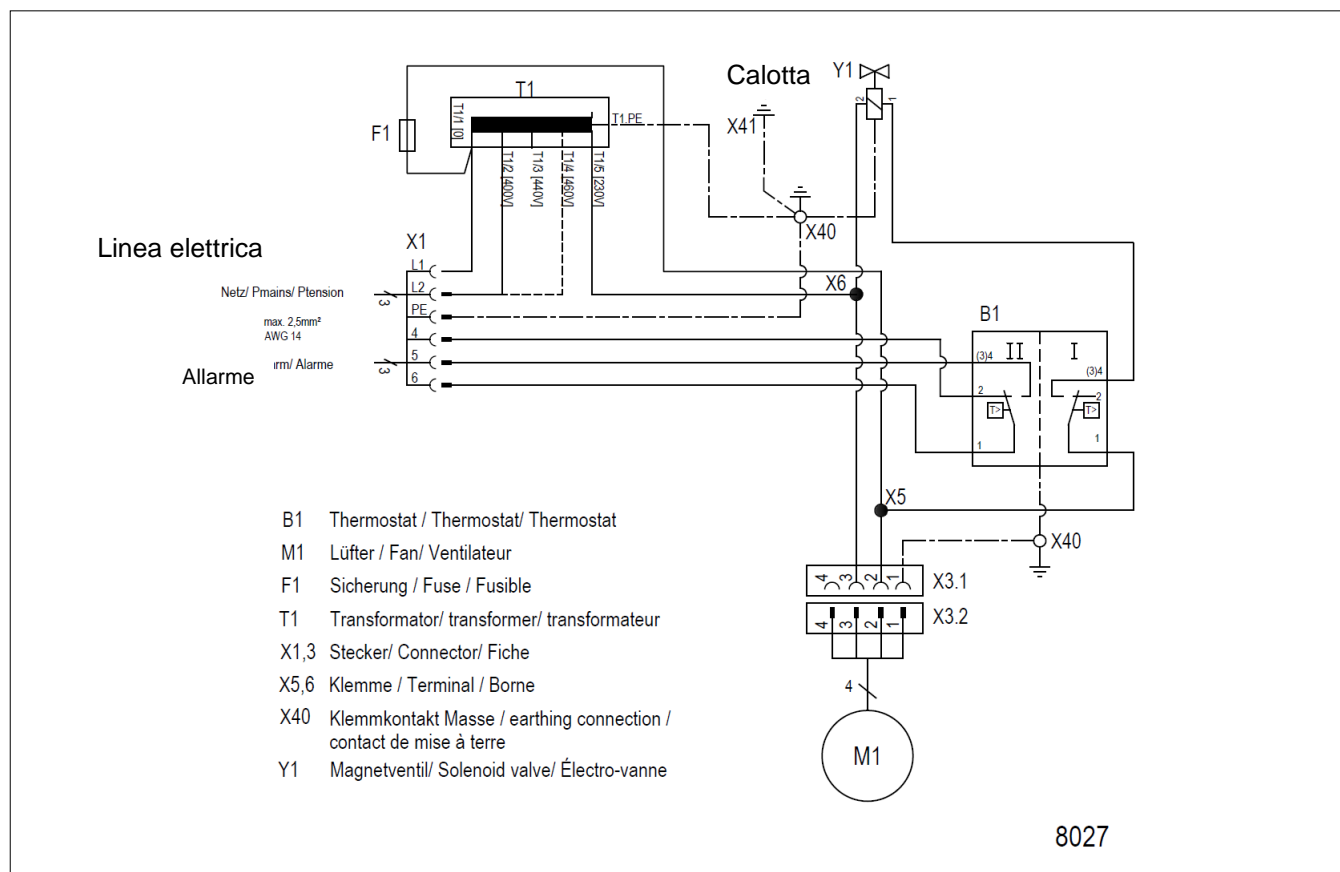 Calotta
Y1
T1
2
1
T1/1 [0]
T1.PE
X41
F1
T1/2 [400V]
T1/3 [440V]
T1/4 [460V]
T1/5 [230V]
X40
Linea elettrica
X1
L1
Netz/ Pmains/ Ptension
3
L2
X6
max. 2,5mm²
AWG 14
PE
B1
4
5
Allarme
rm/ Alarme
3
6
(3)4
II
I
(3)4
2
2
T>
T>
1
1
X5
X40
B1 Thermostat / Thermostat/ Thermostat
M1 Lüfter / Fan/ Ventilateur
F1 Sicherung / Fuse / Fusible
T1 Transformator/ transformer/ transformateur
X1,3 Stecker/ Connector/ Fiche
X5,6 Klemme / Terminal / Borne
X40 Klemmkontakt Masse / earthing connection /
contact de mise à terre
Y1 Magnetventil/ Solenoid valve/ Électro-vanne
4 3 2 1
X3.1
4 3 2 1
X3.2
4
M1
8027